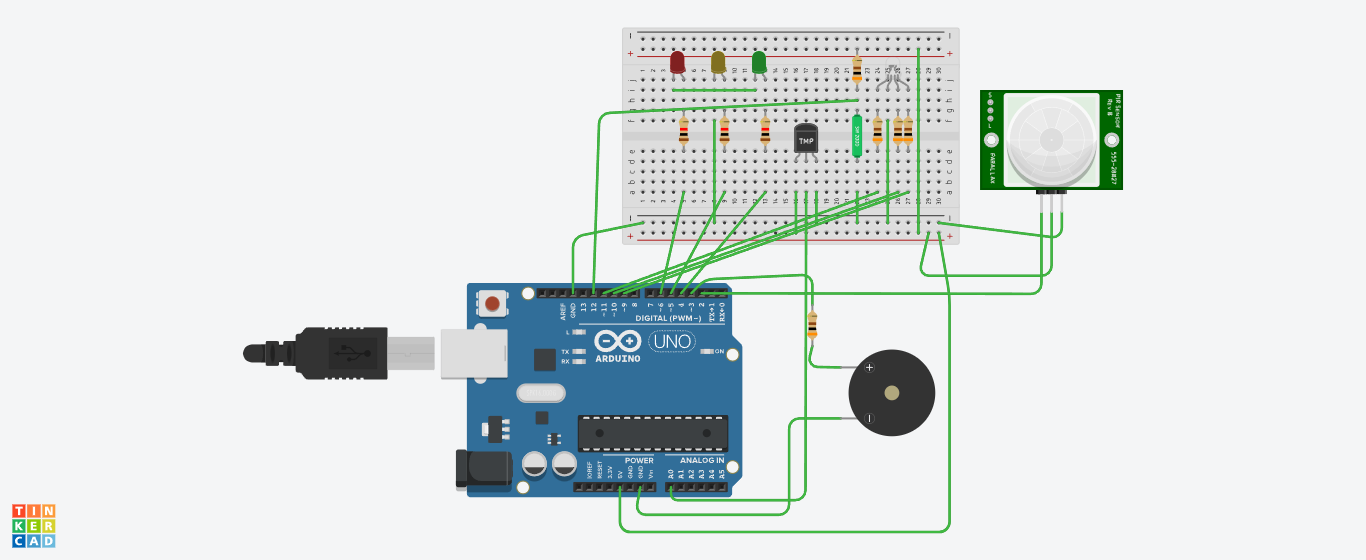 TMP
SW 200D
PIR Sensor
Rev B
555-28027
PARALLAX
AREF
GND
13
12
~11
~10
~9
8
7
~6
~5
4
~3
2
TX→1
RX←0
DIGITAL (PWM~)
L
TX
RX
ARDUINO
UNO
ON
POWER
ANALOG IN
IOREF
RESET
3.3V
5V
GND
GND
Vin
A0
A1
A2
A3
A4
A5
TIN
KER
CAD